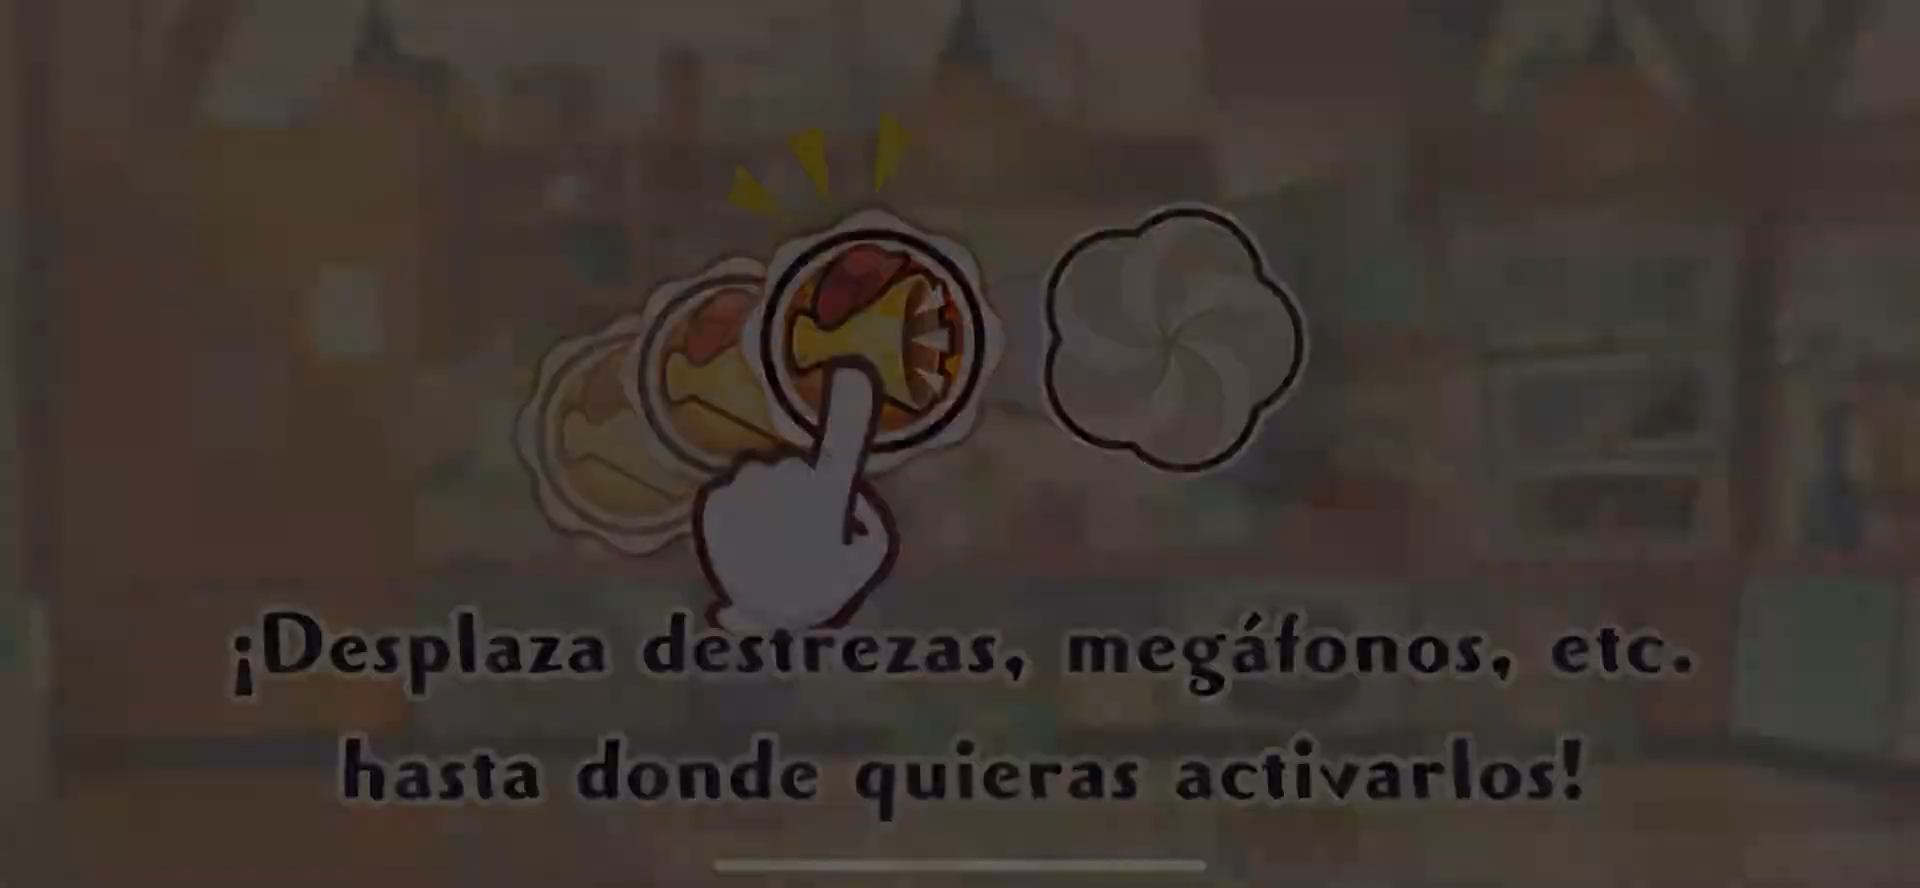 ¡Desplaza destrezas, megáfonos, etc.
hasta donde quieras activarlos!